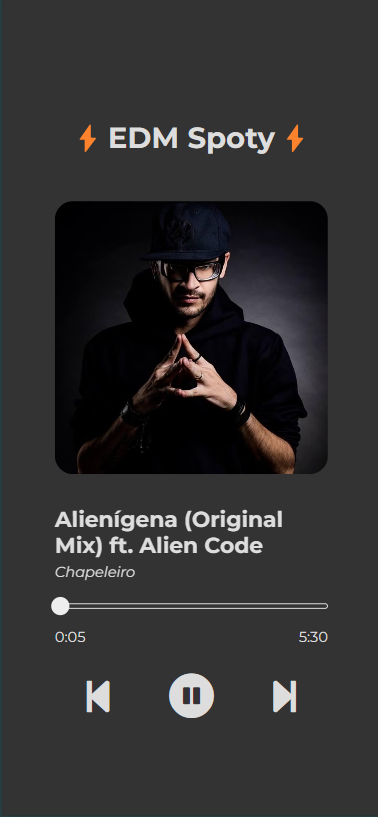 EDM Spoty
Alienígena (Original
Mix) ft. Alien Code
Chapeleiro
0:05 5:30